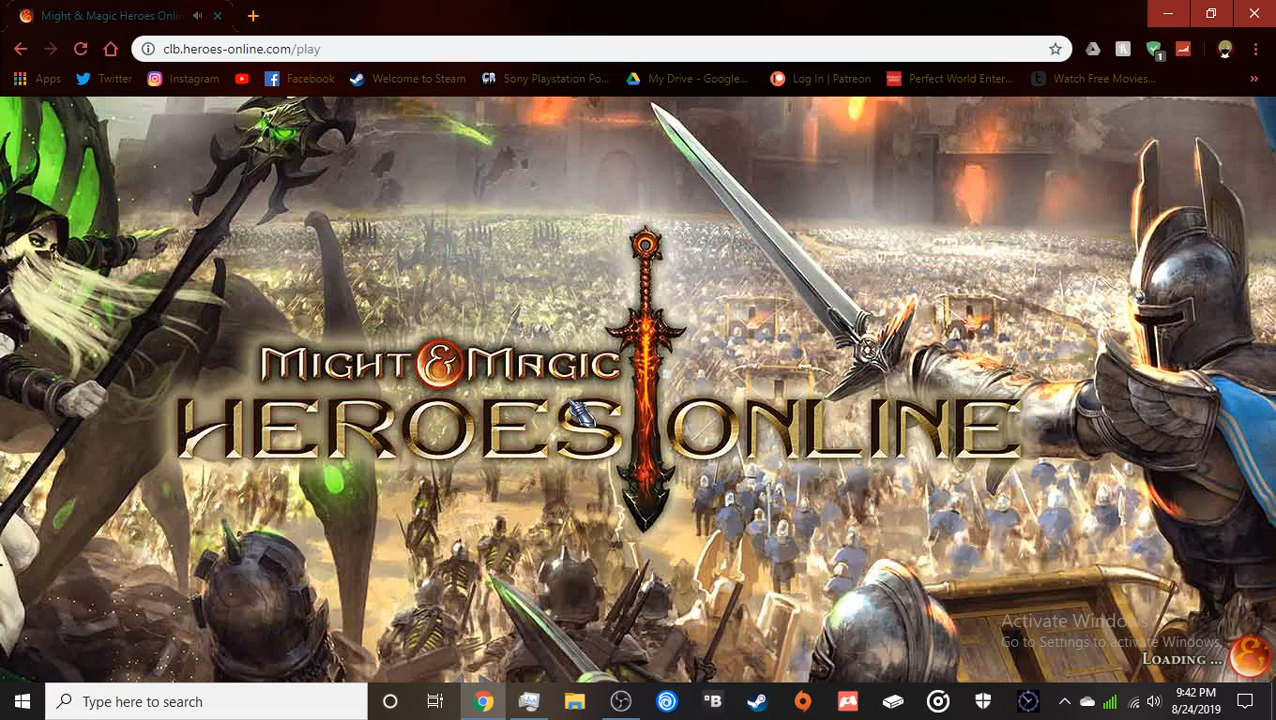 Might & Magic Heroes Onli
clb.heroes-online.com/play
1
Apps
Twitter
Instagram
Facebook
Welcome to Steam
Sony Playstation Po...
My Drive - Google...
Log In | Patreon
Perfect World Enter...
Watch Free Movies...
»
MIGHT & MAGIC
HEROES ONLINE
Activate Windows
Go to Settings to activate Windows.
LOADING ...
Type here to search
9:42 PM
8/24/2019